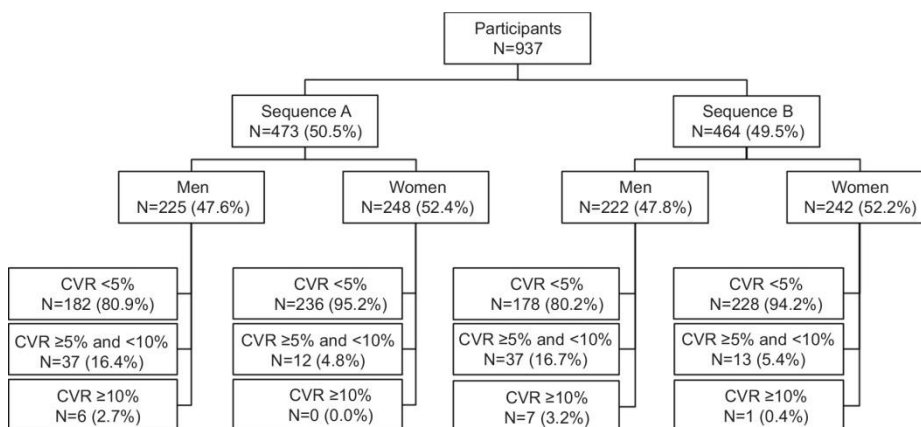 Participants
N=937
Sequence A
N=473 (50.5%)
Sequence B
N=464 (49.5%)
Men
N=225 (47.6%)
Women
N=248 (52.4%)
Men
N=222 (47.8%)
Women
N=242 (52.2%)
CVR <5%
N=182 (80.9%)
CVR ≥5% and <10%
N=37 (16.4%)
CVR ≥10%
N=6 (2.7%)
CVR <5%
N=236 (95.2%)
CVR ≥5% and <10%
N=12 (4.8%)
CVR ≥10%
N=0 (0.0%)
CVR <5%
N=178 (80.2%)
CVR ≥5% and <10%
N=37 (16.7%)
CVR ≥10%
N=7 (3.2%)
CVR <5%
N=228 (94.2%)
CVR ≥5% and <10%
N=13 (5.4%)
CVR ≥10%
N=1 (0.4%)